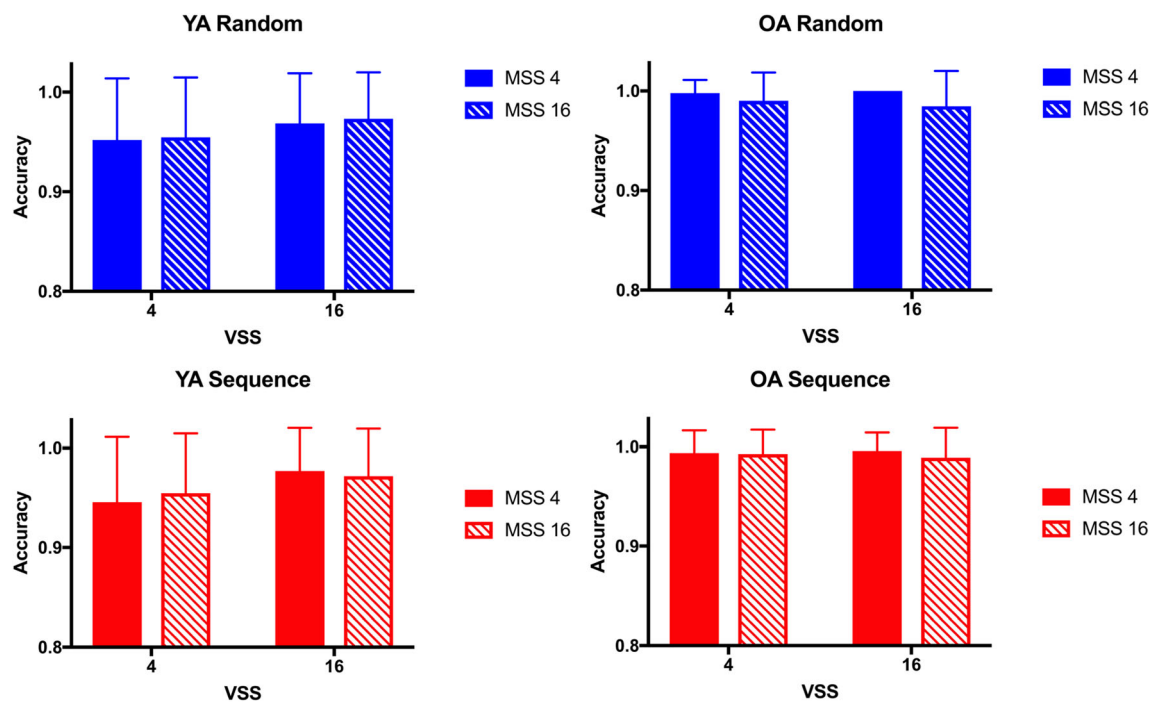 YA Random
Accuracy
1.0
0.9
0.8
4
16
VSS
MSS 4
MSS 16
OA Random
Accuracy
1.0
0.9
0.8
4
16
VSS
MSS 4
MSS 16
YA Sequence
Accuracy
1.0
0.9
0.8
4
16
VSS
MSS 4
MSS 16
OA Sequence
Accuracy
1.0
0.9
0.8
4
16
VSS
MSS 4
MSS 16